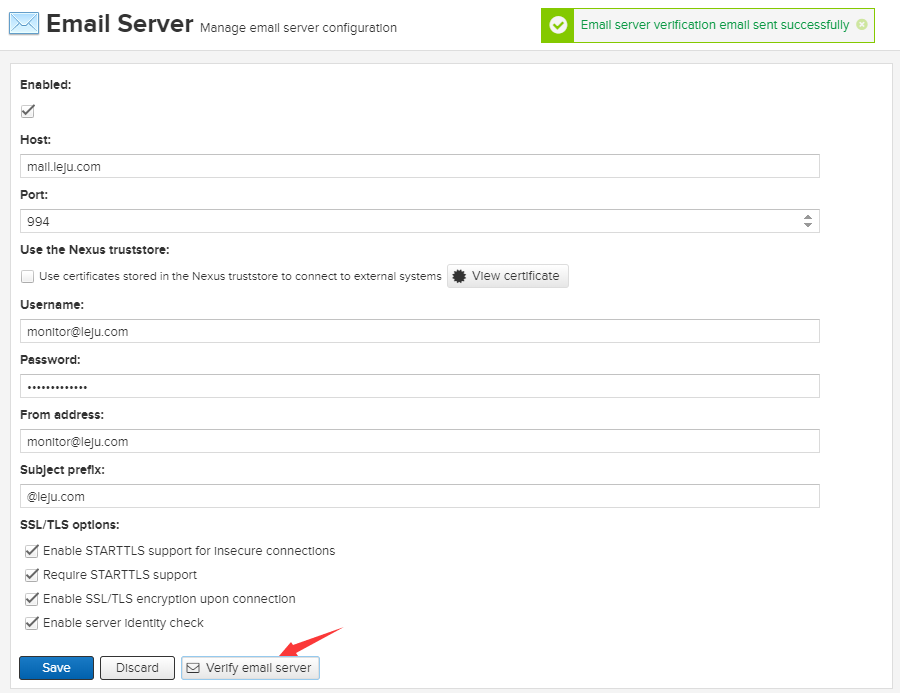 Email Server Manage email server configuration
Email server verification email sent successfully
Enabled:
Host:
mail.leju.com
Port:
994
Use the Nexus truststore:
Use certificates stored in the Nexus truststore to connect to external systems View certificate
Username:
monitor@leju.com
Password:
•••••••••••••
From address:
monitor@leju.com
Subject prefix:
@leju.com
SSL/TLS options:
Enable STARTTLS support for insecure connections
Require STARTTLS support
Enable SSL/TLS encryption upon connection
Enable server identity check
Save Discard Verify email server